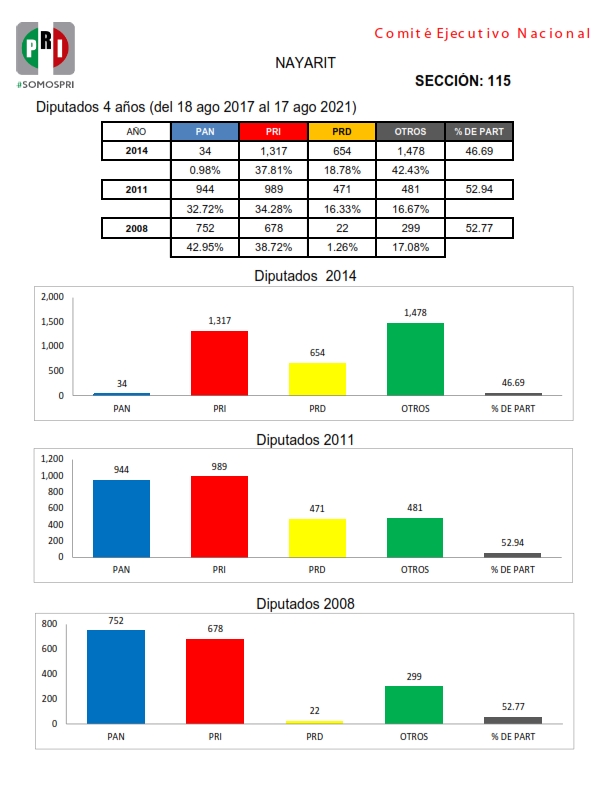 Comité Ejecutivo Nacional
PRI
#SOMOSPRI
NAYARIT
SECCIÓN: 115
Diputados 4 años (del 18 ago 2017 al 17 ago 2021)
AÑO PAN PRI PRD OTROS % DE PART
2014 34 1,317 654 1,478 46.69
0.98% 37.81% 18.78% 42.43%
2011 944 989 471 481 52.94
32.72% 34.28% 16.33% 16.67%
2008 752 678 22 299 52.77
42.95% 38.72% 1.26% 17.08%
Diputados 2014
2,000
1,500
1,000
500
0
34 1,317 654 1,478 46.69
PAN PRI PRD OTROS % DE PART
Diputados 2011
1,200
1,000
800
600
400
200
0
944 989 471 481 52.94
PAN PRI PRD OTROS % DE PART
Diputados 2008
800
600
400
200
0
752 678 22 299 52.77
PAN PRI PRD OTROS % DE PART